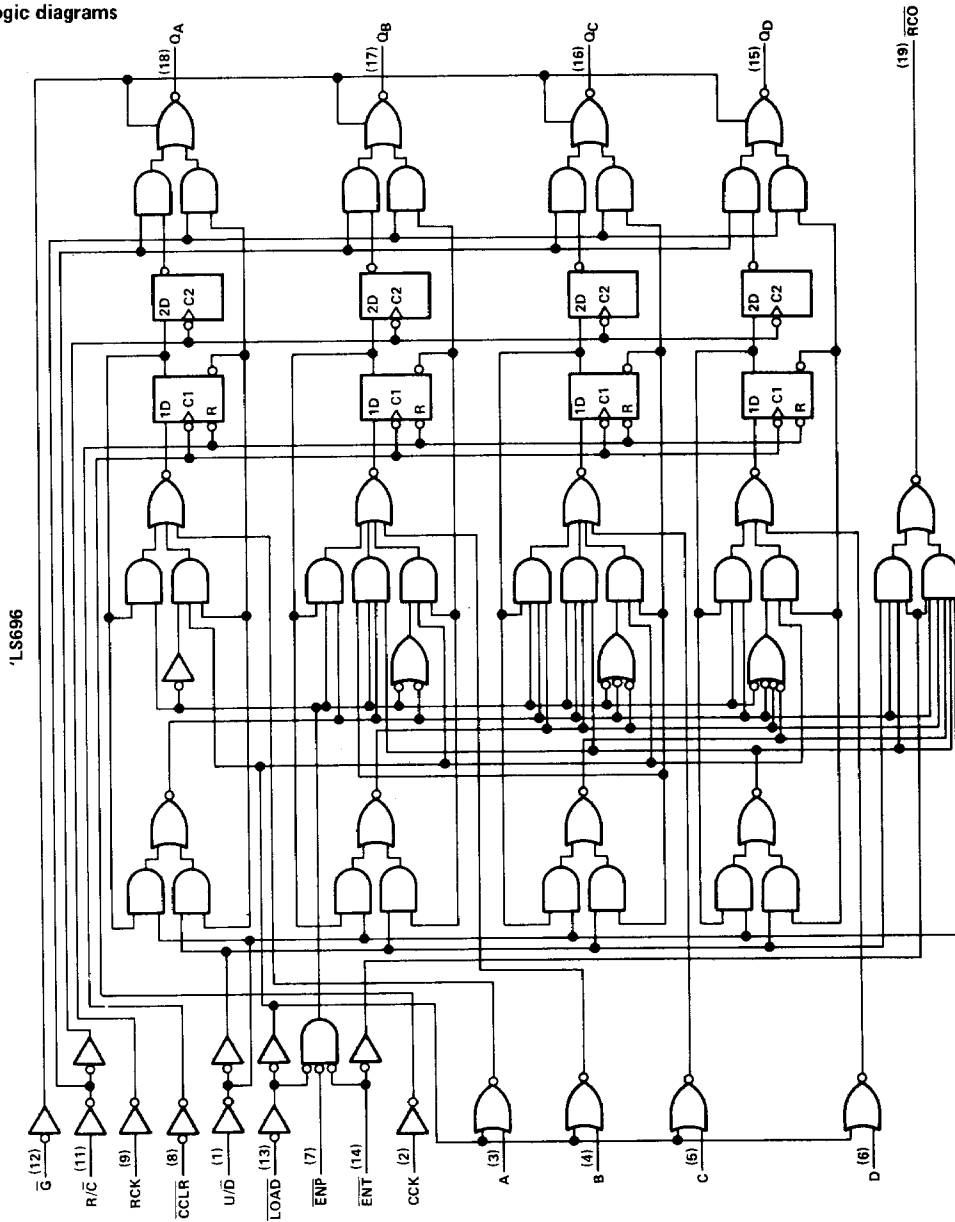 ogic diagrams
'LS696
(18) QA
(17) QB
(16) QC
(15) QD
(19) RCO
2D
C2
2D
C2
2D
C2
2D
C2
1D
C1
R
1D
C1
R
1D
C1
R
1D
C1
R
G (12)
R/C (11)
RCK (9)
CCLR (8)
U/D (1)
LOAD (13)
ENP (7)
ENT (14)
CCK (2)
A (3)
B (4)
C (5)
D (6)